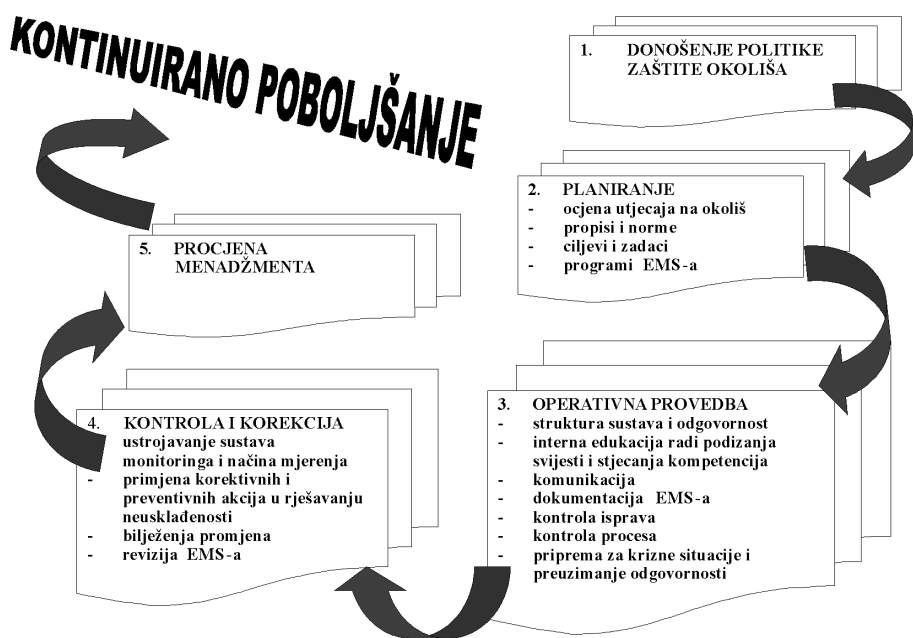 KONTINUIRANO POBOLJŠANJE
1. DONOŠENJE POLITIKE
ZAŠTITE OKOLIŠA
2. PLANIRANJE
- ocjena utjecaja na okoliš
- propisi i norme
- ciljevi i zadaci
- programi EMS-a
3. OPERATIVNA PROVEDBA
- struktura sustava i odgovornost
- interna edukacija radi podizanja
svijesti i stjecanja kompetencija
- komunikacija
- dokumentacija EMS-a
- kontrola isprava
- kontrola procesa
- priprema za krizne situacije i
preuzimanje odgovornosti
4. KONTROLA I KOREKCIJA
ustrojavanje sustava
monitoringa i načina mjerenja
- primjena korektivnih i
preventivnih akcija u rješavanju
neusklađenosti
- bilježenja promjena
- revizija EMS-a
5. PROCJENA
MENADŽMENTA